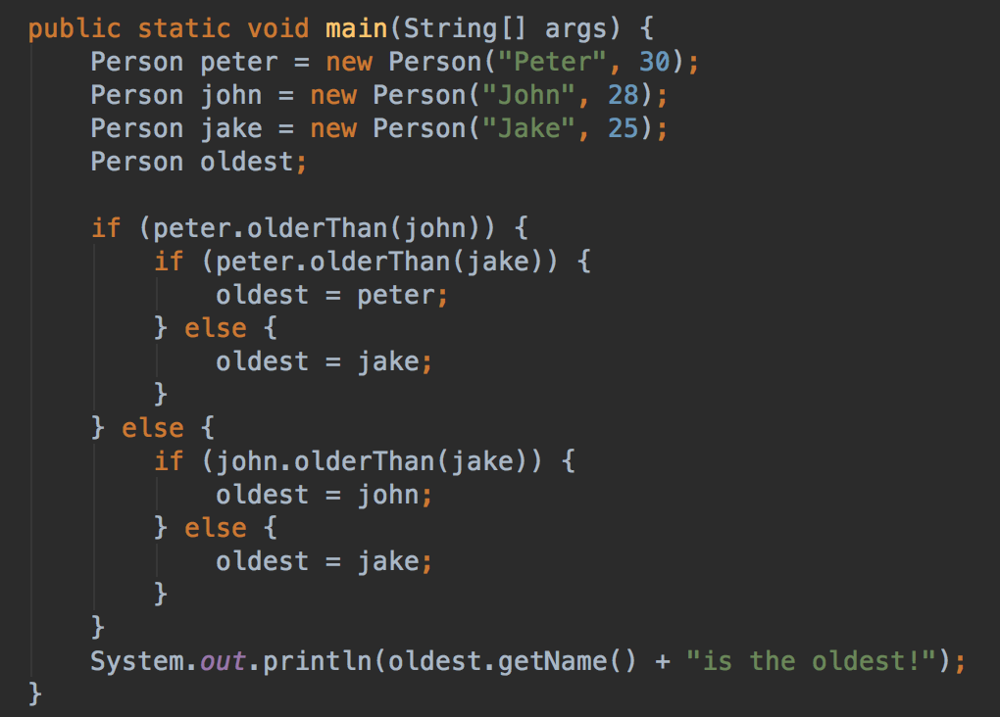 public static void main(String[] args) {
    Person peter = new Person("Peter", 30);
    Person john = new Person("John", 28);
    Person jake = new Person("Jake", 25);
    Person oldest;
    if (peter.olderThan(john)) {
        if (peter.olderThan(jake)) {
            oldest = peter;
        } else {
            oldest = jake;
        }
    } else {
        if (john.olderThan(jake)) {
            oldest = john;
        } else {
            oldest = jake;
        }
    }
    System.out.println(oldest.getName() + "is the oldest!");
}